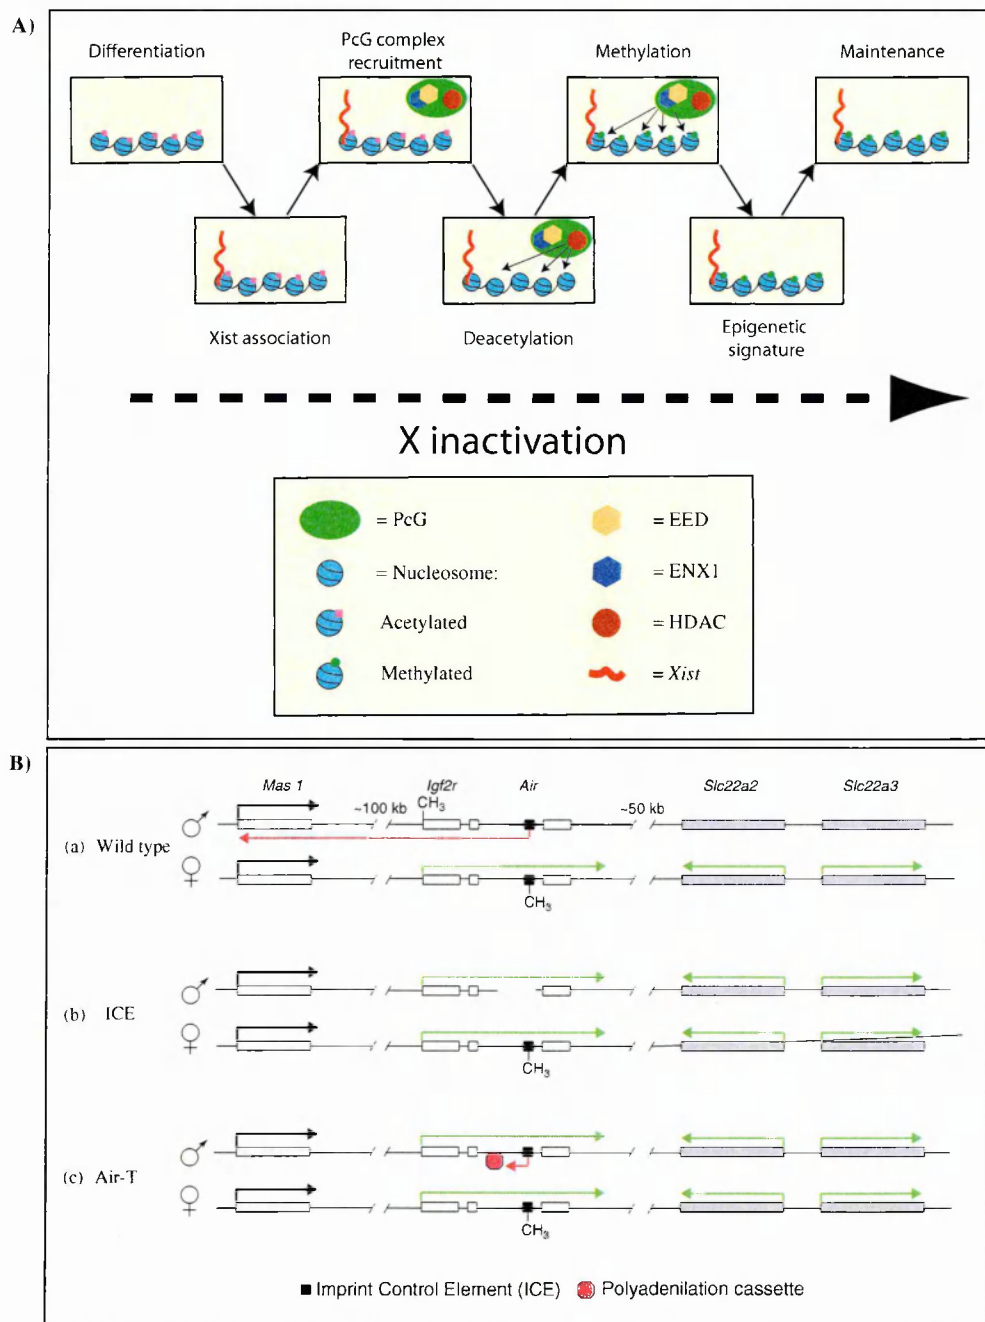 A)
Differentiation
PcG complex
recruitment
Methylation
Maintenance
Xist association
Deacetylation
Epigenetic
signature
X inactivation
= PcG
= EED
= Nucleosome:
= ENX1
Acetylated
= HDAC
Methylated
= Xist
B)
Mas 1
Igf2r
Air
Slc22a2
Slc22a3
~100 kb
CH3
~50 kb
(a) Wild type
CH3
(b) ICE
CH3
(c) Air-T
CH3
Imprint Control Element (ICE)
Polyadenilation cassette